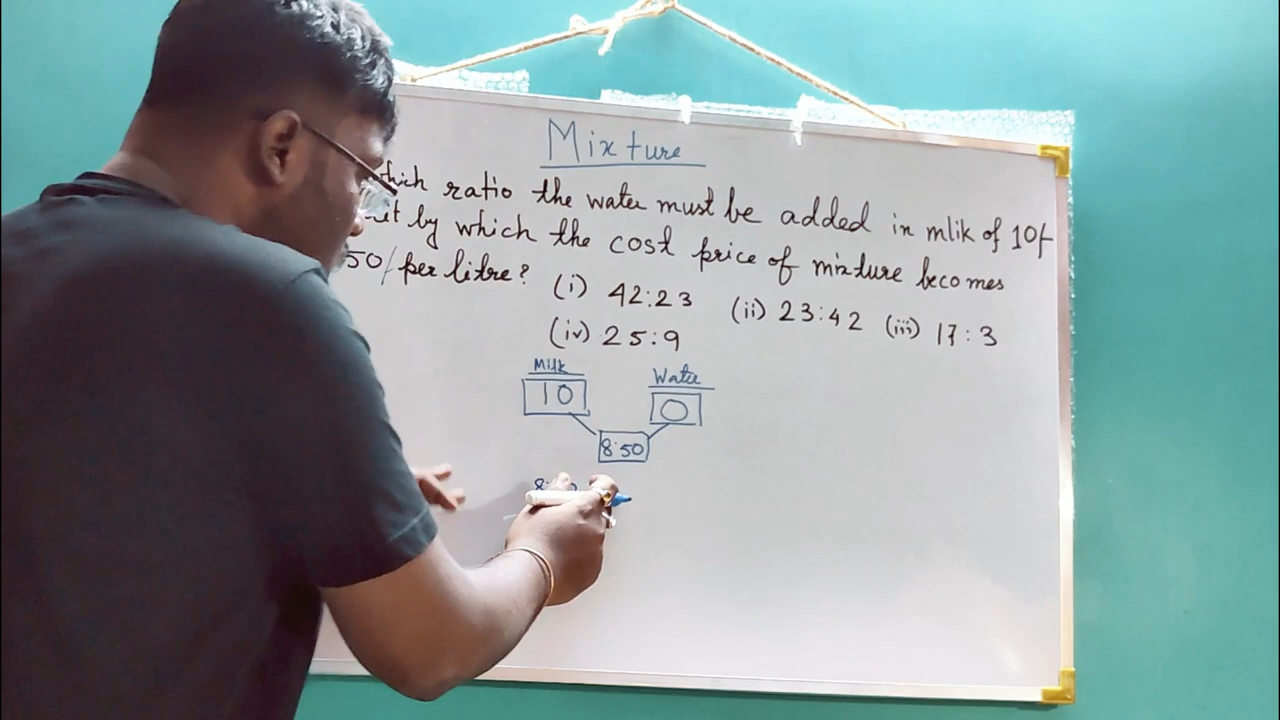 Mixture
ratio the water must be added in mlik of 10/-
by which the cost price of mixture becomes
50/per litre? (i) 42:23 (ii) 23:42 (iii) 17:3
(iv) 25:9
Milk Water
10 0
8.50